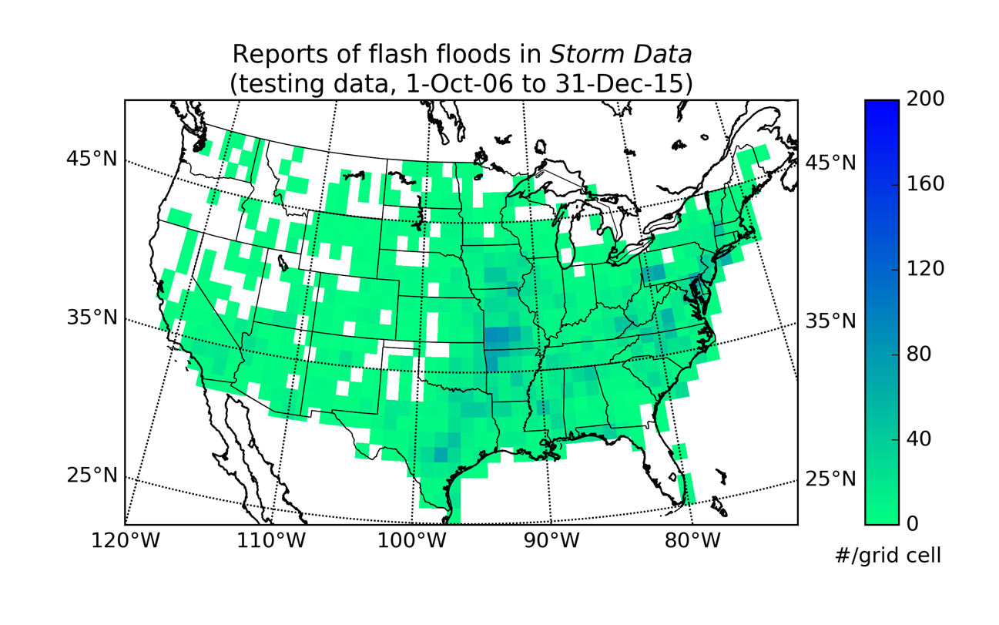 Reports of flash floods in Storm Data
(testing data, 1-Oct-06 to 31-Dec-15)
200
45°N
45°N
160
120
35°N
35°N
80
40
25°N
25°N
0
120°W
110°W
100°W
90°W
80°W
#/grid cell